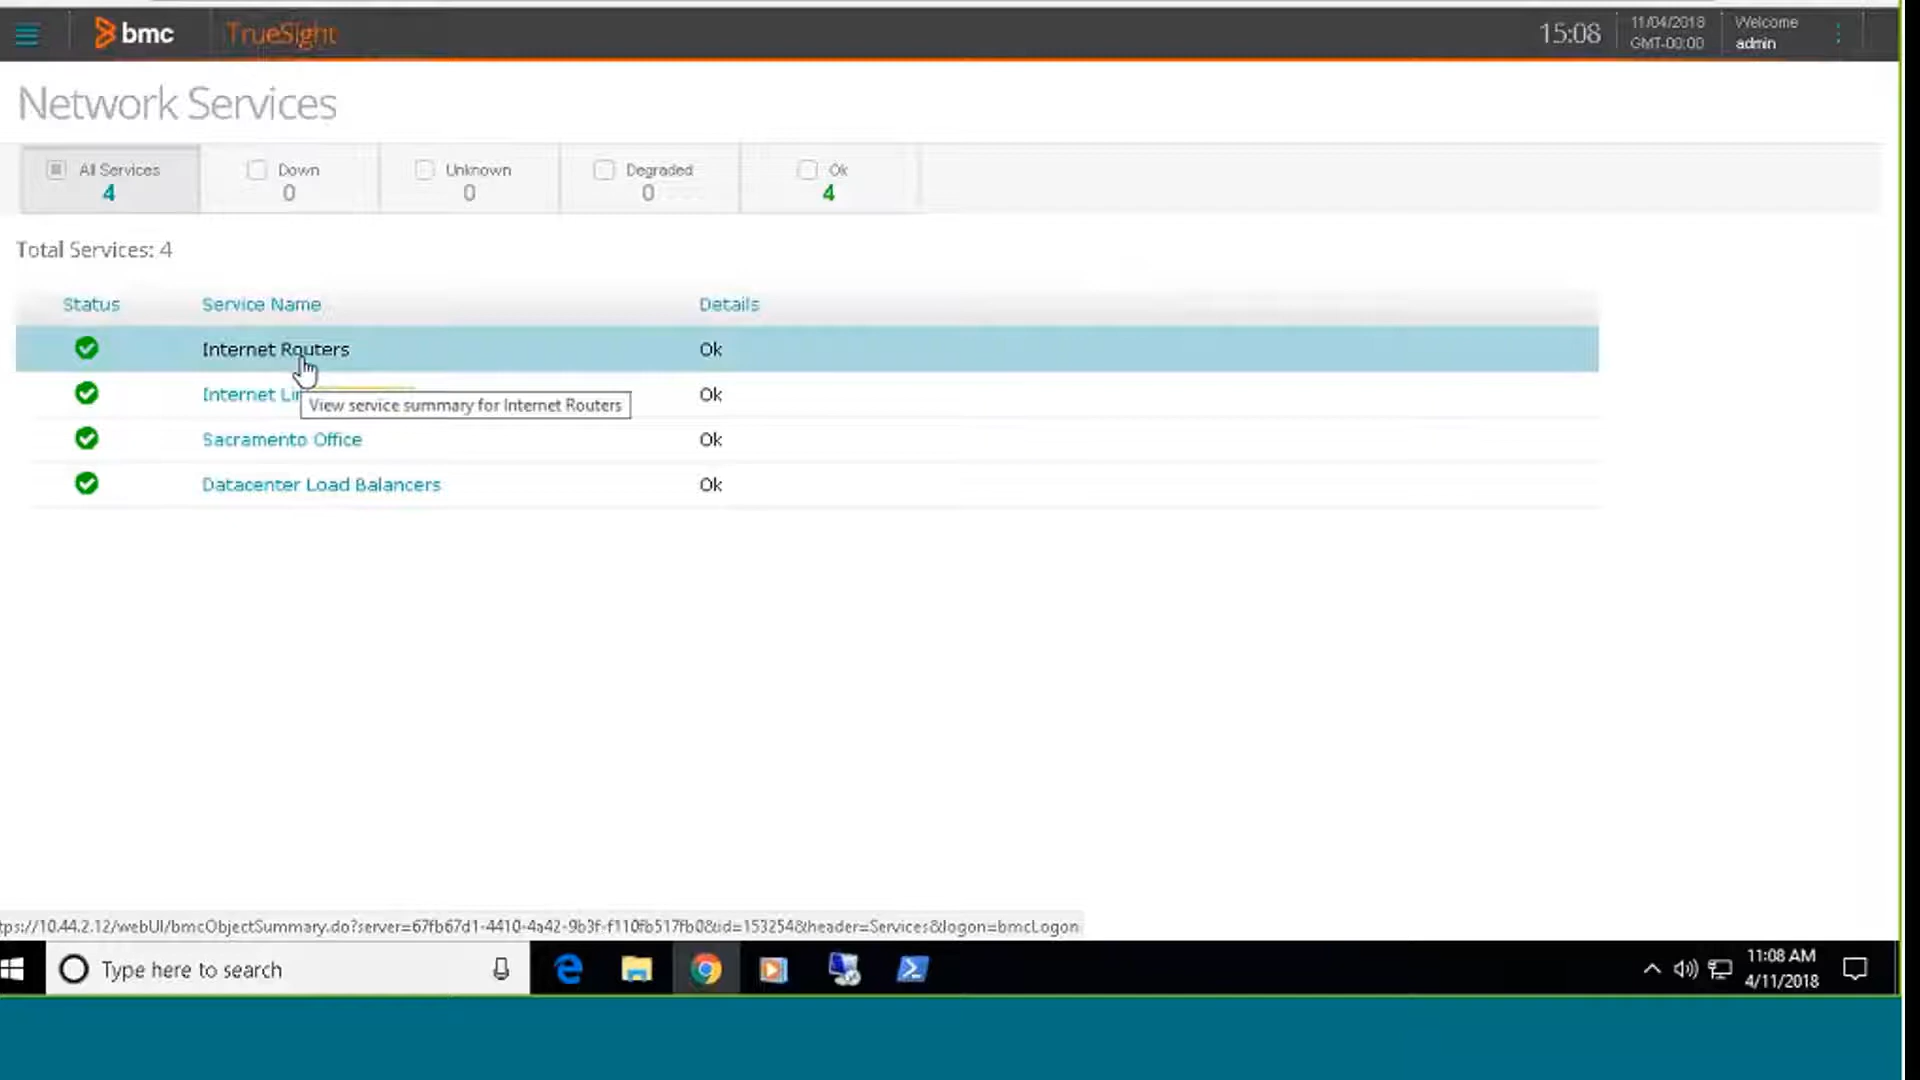 bmc TrueSight 15:08 11/04/2018 Welcome
GMT-00:00 admin
Network Services
All Services Down Unknown Degraded Ok
4 0 0 0 4
Total Services: 4
Status Service Name Details
Internet Routers Ok
Internet Ok
View service summary for Internet Routers
Sacramento Office Ok
Datacenter Load Balancers Ok
tps://10.44.2.12/webUI/bmcObjectSummary.do?server=67fb67d1-4410-4a42-9b3f-f110fb517fb0&tid=153254&header=Services&logon=bmcLogon
Type here to search 11:08 AM
4/11/2018